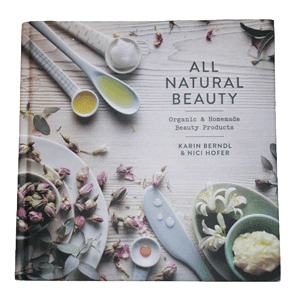 ALL
NATURAL
BEAUTY
Organic & Homemade
Beauty Products
KARIN BERNDL
& NICI HOFER